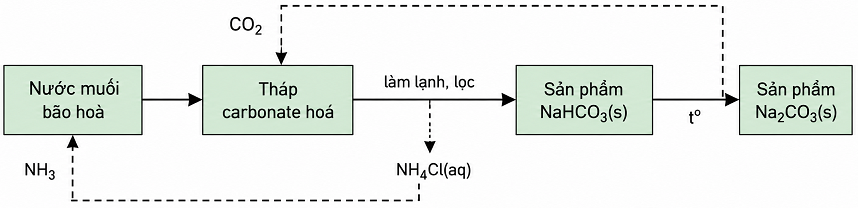 CO₂
Nước muối
bão hoà
Tháp
carbonate hoá
làm lạnh, lọc
Sản phẩm
NaHCO₃(s)
t°
Sản phẩm
Na₂CO₃(s)
NH₃
NH₄Cl(aq)